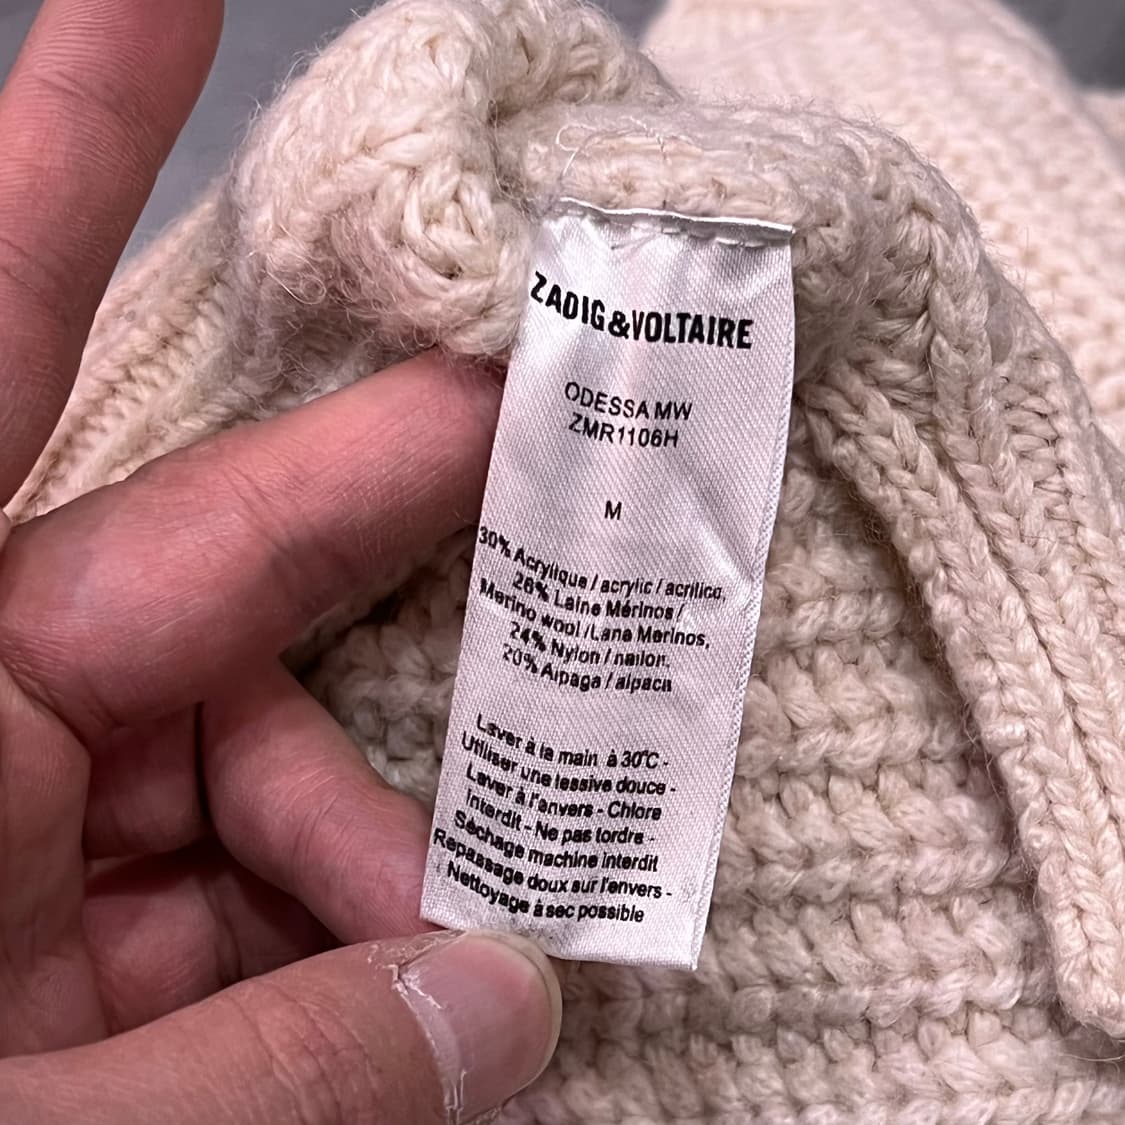 ZADIG&VOLTAIRE
ODESSA MW
ZMR1106H
M
30% Acrylique / acrylic / acrilico,
26% Laine Mérinos /
Merino wool /Lana Merinos,
24% Nylon / nailon,
20% Alpaga / alpaca
Laver à la main à 30°C -
Utiliser une lessive douce -
Laver à l'envers - Chlore
Interdit - Ne pas tordre -
Séchage machine interdit
Repassage doux sur l'envers -
Nettoyage à sec possible